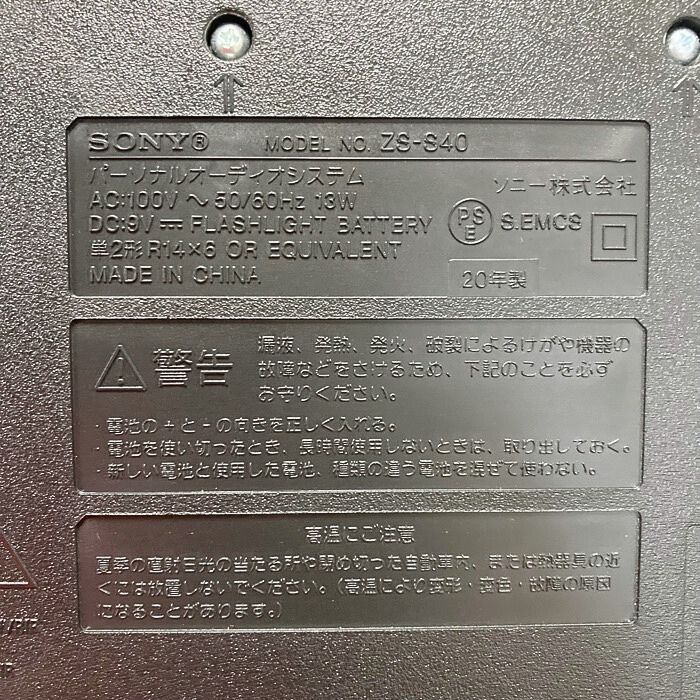 SONY® MODEL NO. ZS-S40
パーソナルオーディオシステム ソニー株式会社
AC:100V ～ 50/60Hz 13W
DC:9V ⎓ FLASHLIGHT BATTERY PSE S.EMCS
単2形 R14×6 OR EQUIVALENT
MADE IN CHINA 20年製
警告
漏液、発熱、発火、破裂によるけがや機器の
故障などをさけるため、下記のことを必ず
お守りください。
・電池の + と - の向きを正しく入れる。
・電池を使い切ったとき、長時間使用しないときは、取り出しておく。
・新しい電池と使用した電池、種類の違う電池を混ぜて使わない。
高温にご注意
夏季の直射日光の当たる所や閉め切った自動車内、または熱器具の近
くには放置しないでください。(高温により変形・変色・故障の原因
になることがあります。)